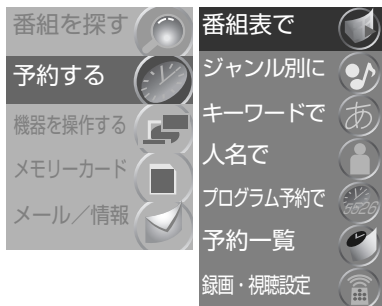 番組を探す
予約する
機器を操作する
メモリーカード
メール／情報
番組表で
ジャンル別に
キーワードで
あ
人名で
プログラム予約で
5626
予約一覧
録画・視聴設定